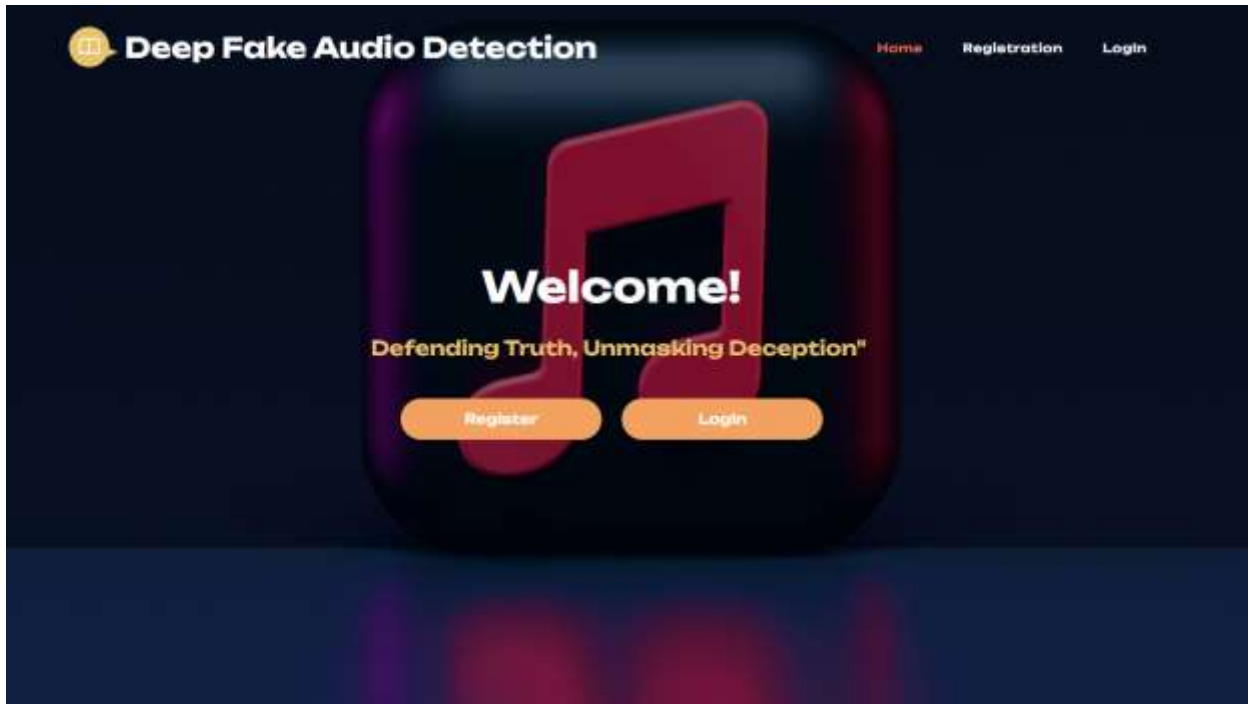 Deep Fake Audio Detection
Home Registration Login
Welcome!
Defending Truth, Unmasking Deception"
Register Login